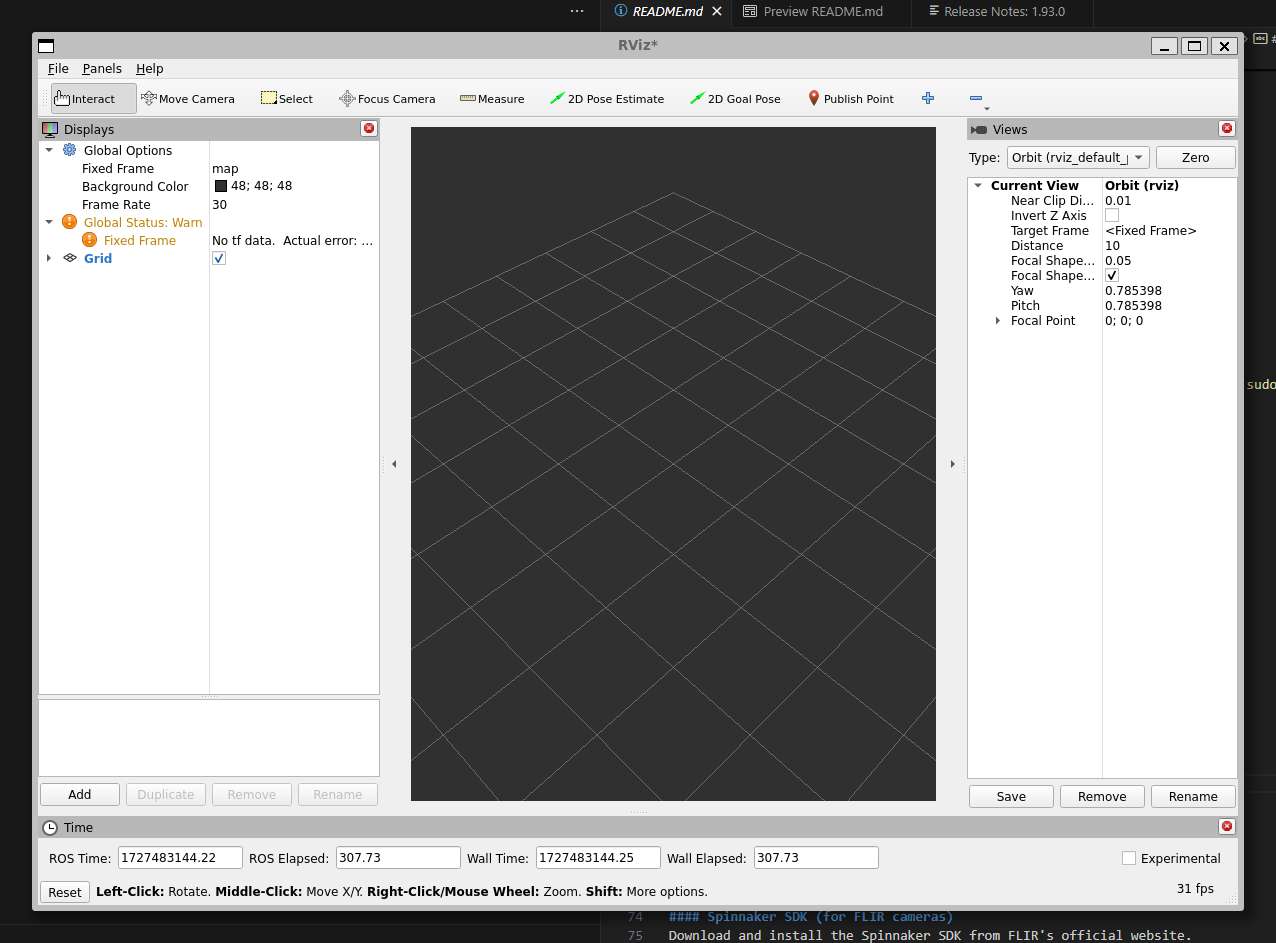 ··· README.md Preview README.md Release Notes: 1.93.0
RViz*
File Panels Help
Interact Move Camera Select Focus Camera Measure 2D Pose Estimate 2D Goal Pose Publish Point
Displays
Global Options
Fixed Frame map
Background Color 48; 48; 48
Frame Rate 30
Global Status: Warn
Fixed Frame No tf data.  Actual error: ...
Grid
Add Duplicate Remove Rename
Views
Type: Orbit (rviz_default_ Zero
Current View Orbit (rviz)
Near Clip Di... 0.01
Invert Z Axis
Target Frame <Fixed Frame>
Distance 10
Focal Shape... 0.05
Focal Shape...
Yaw 0.785398
Pitch 0.785398
Focal Point 0; 0; 0
Save Remove Rename
abc #
sudo
Time
ROS Time: 1727483144.22 ROS Elapsed: 307.73 Wall Time: 1727483144.25 Wall Elapsed: 307.73 Experimental
Reset Left-Click: Rotate. Middle-Click: Move X/Y. Right-Click/Mouse Wheel: Zoom. Shift: More options. 31 fps
74 #### Spinnaker SDK (for FLIR cameras)
75 Download and install the Spinnaker SDK from FLIR's official website.